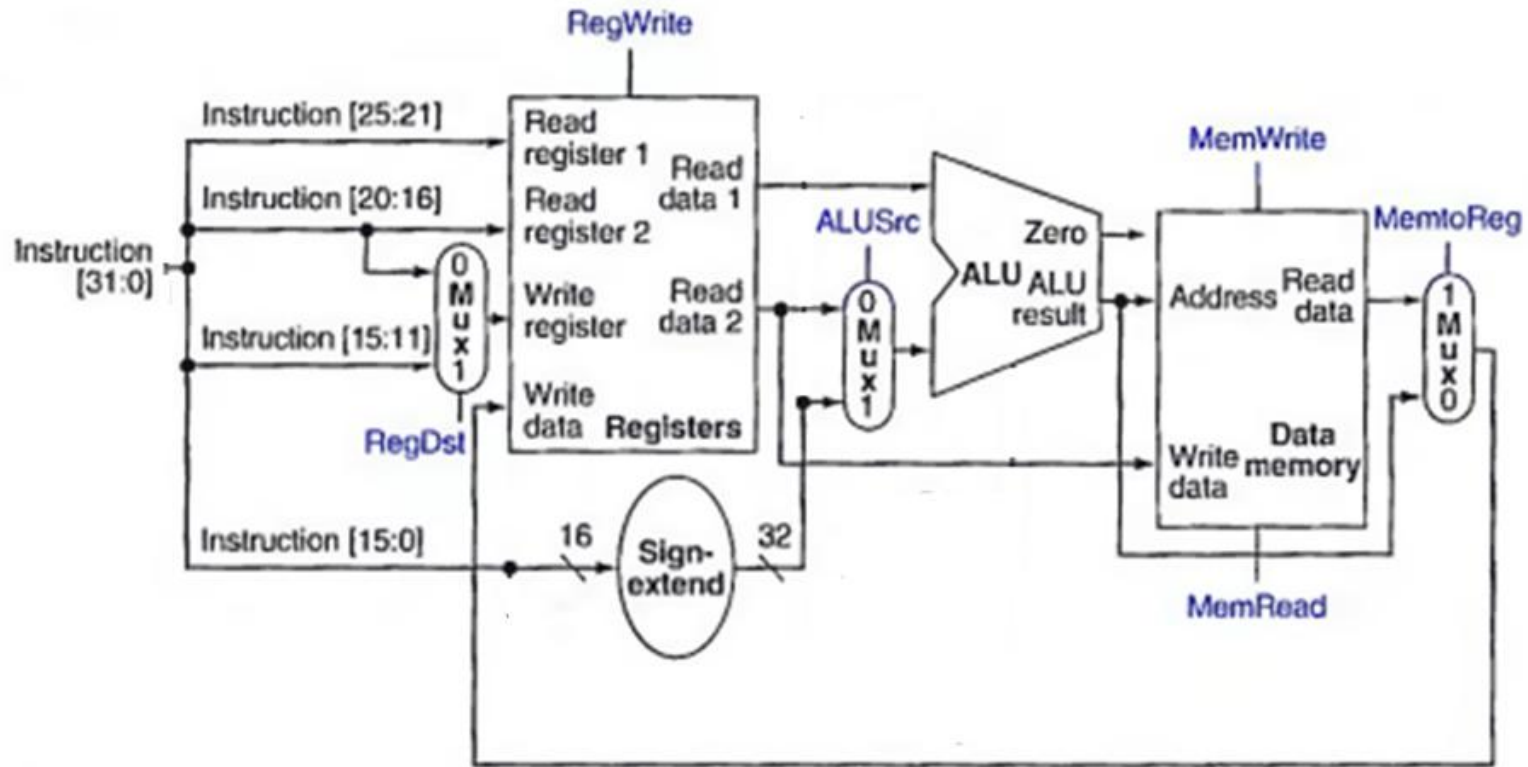 RegWrite
Instruction [25:21]
Read
register 1
Read
data 1
Instruction [20:16]
Read
register 2
Instruction
[31:0]
0
M
u
x
1
Write
register
Read
data 2
Instruction [15:11]
RegDst
Write
data
Registers
ALUSrc
0
M
u
x
1
Zero
ALU
ALU
result
MemWrite
Address
Read
data
Write
data
Data
memory
MemRead
MemtoReg
1
M
u
x
0
Instruction [15:0]
16
Sign-
extend
32